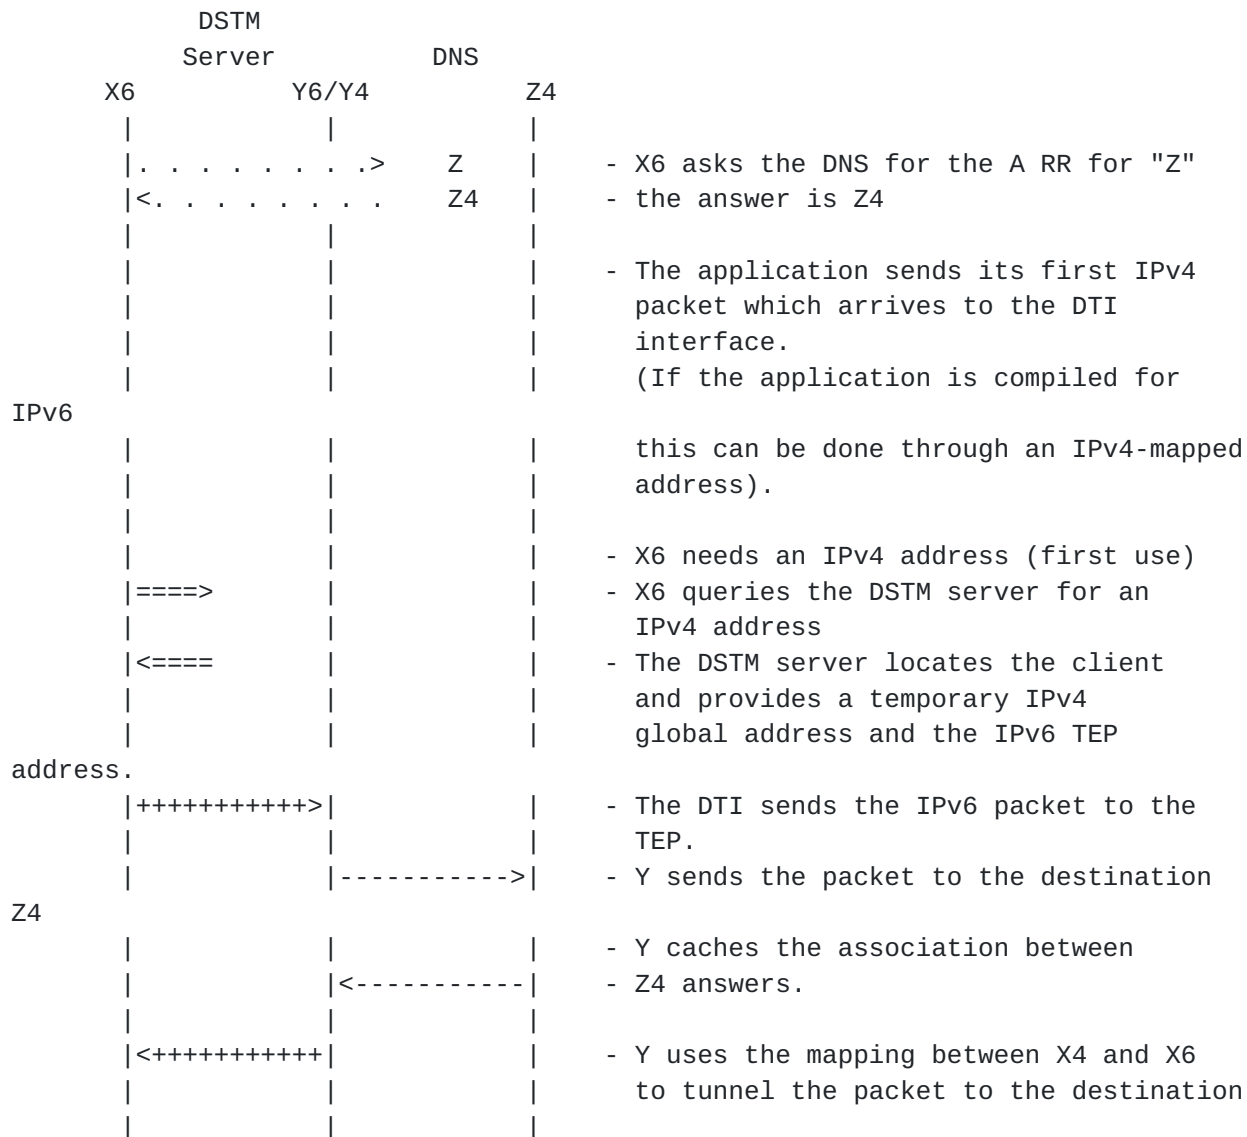 DSTM
           Server          DNS
      X6          Y6/Y4          Z4
       |            |            |
       |. . . . . . . .>    Z    |    - X6 asks the DNS for the A RR for "Z"
       |<. . . . . . . .    Z4   |    - the answer is Z4
       |            |            |
       |            |            |    - The application sends its first IPv4
       |            |            |      packet which arrives to the DTI
       |            |            |      interface.
       |            |            |      (If the application is compiled for
IPv6
       |            |            |      this can be done through an IPv4-mapped
       |            |            |      address).
       |            |            |
       |            |            |    - X6 needs an IPv4 address (first use)
       |====>       |            |    - X6 queries the DSTM server for an
       |            |            |      IPv4 address
       |<====       |            |    - The DSTM server locates the client
       |            |            |      and provides a temporary IPv4
       |            |            |      global address and the IPv6 TEP
address.
       |+++++++++++>|            |    - The DTI sends the IPv6 packet to the
       |            |            |      TEP.
       |            |----------->|    - Y sends the packet to the destination
Z4
       |            |            |    - Y caches the association between
       |            |<-----------|    - Z4 answers.
       |            |            |
       |<+++++++++++|            |    - Y uses the mapping between X4 and X6
       |            |            |      to tunnel the packet to the destination
       |            |            |